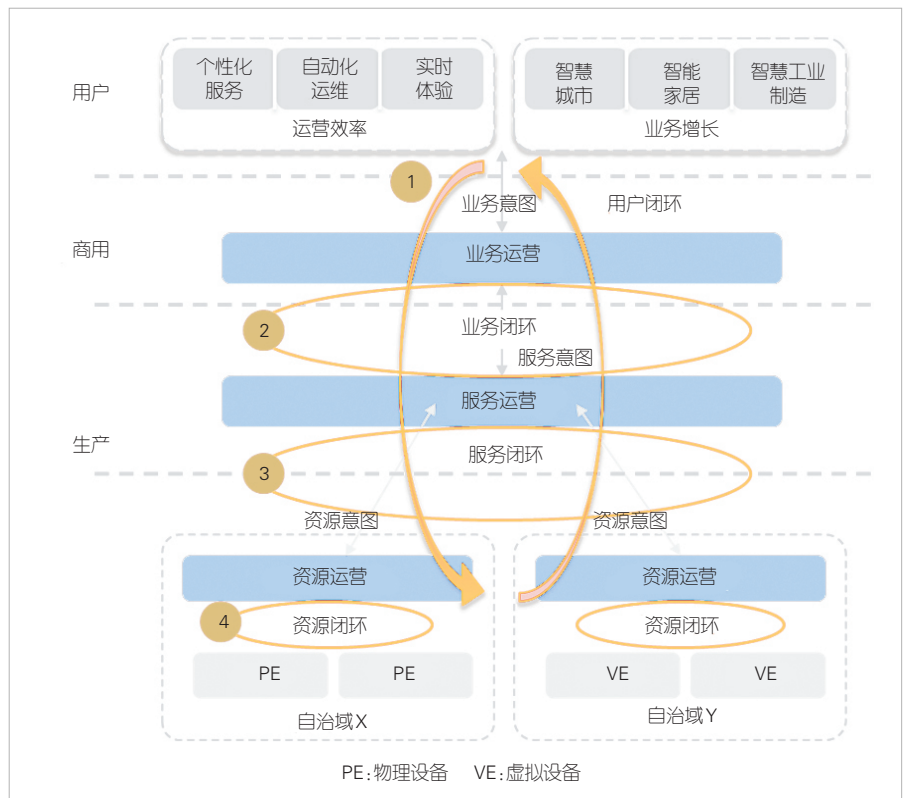 用户
个性化
服务
自动化
运维
实时
体验
运营效率
智慧
城市
智能
家居
智慧工业
制造
业务增长
1
业务意图
用户闭环
商用
业务运营
2
业务闭环
服务意图
服务运营
生产
3
服务闭环
资源意图
资源意图
资源运营
资源运营
4
资源闭环
资源闭环
PE
PE
VE
VE
自治域X
自治域Y
PE:物理设备 VE:虚拟设备